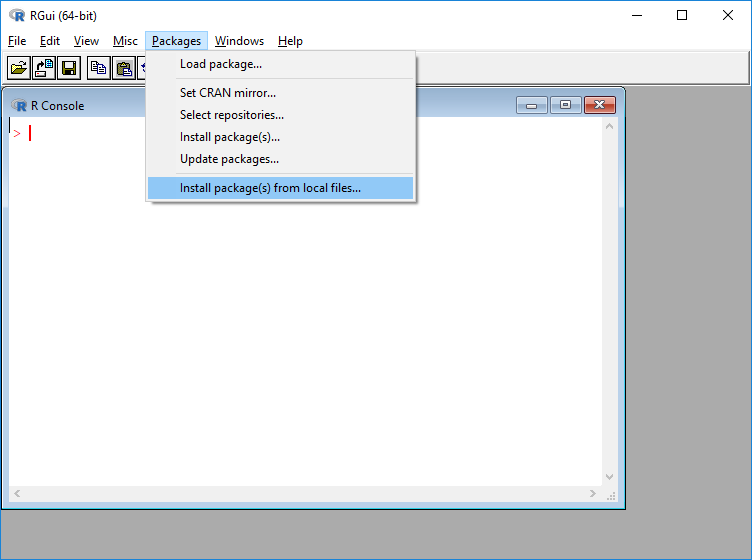 RGui (64-bit)
File Edit View Misc Packages Windows Help
Load package...
Set CRAN mirror...
Select repositories...
Install package(s)...
Update packages...
Install package(s) from local files...
R Console
>